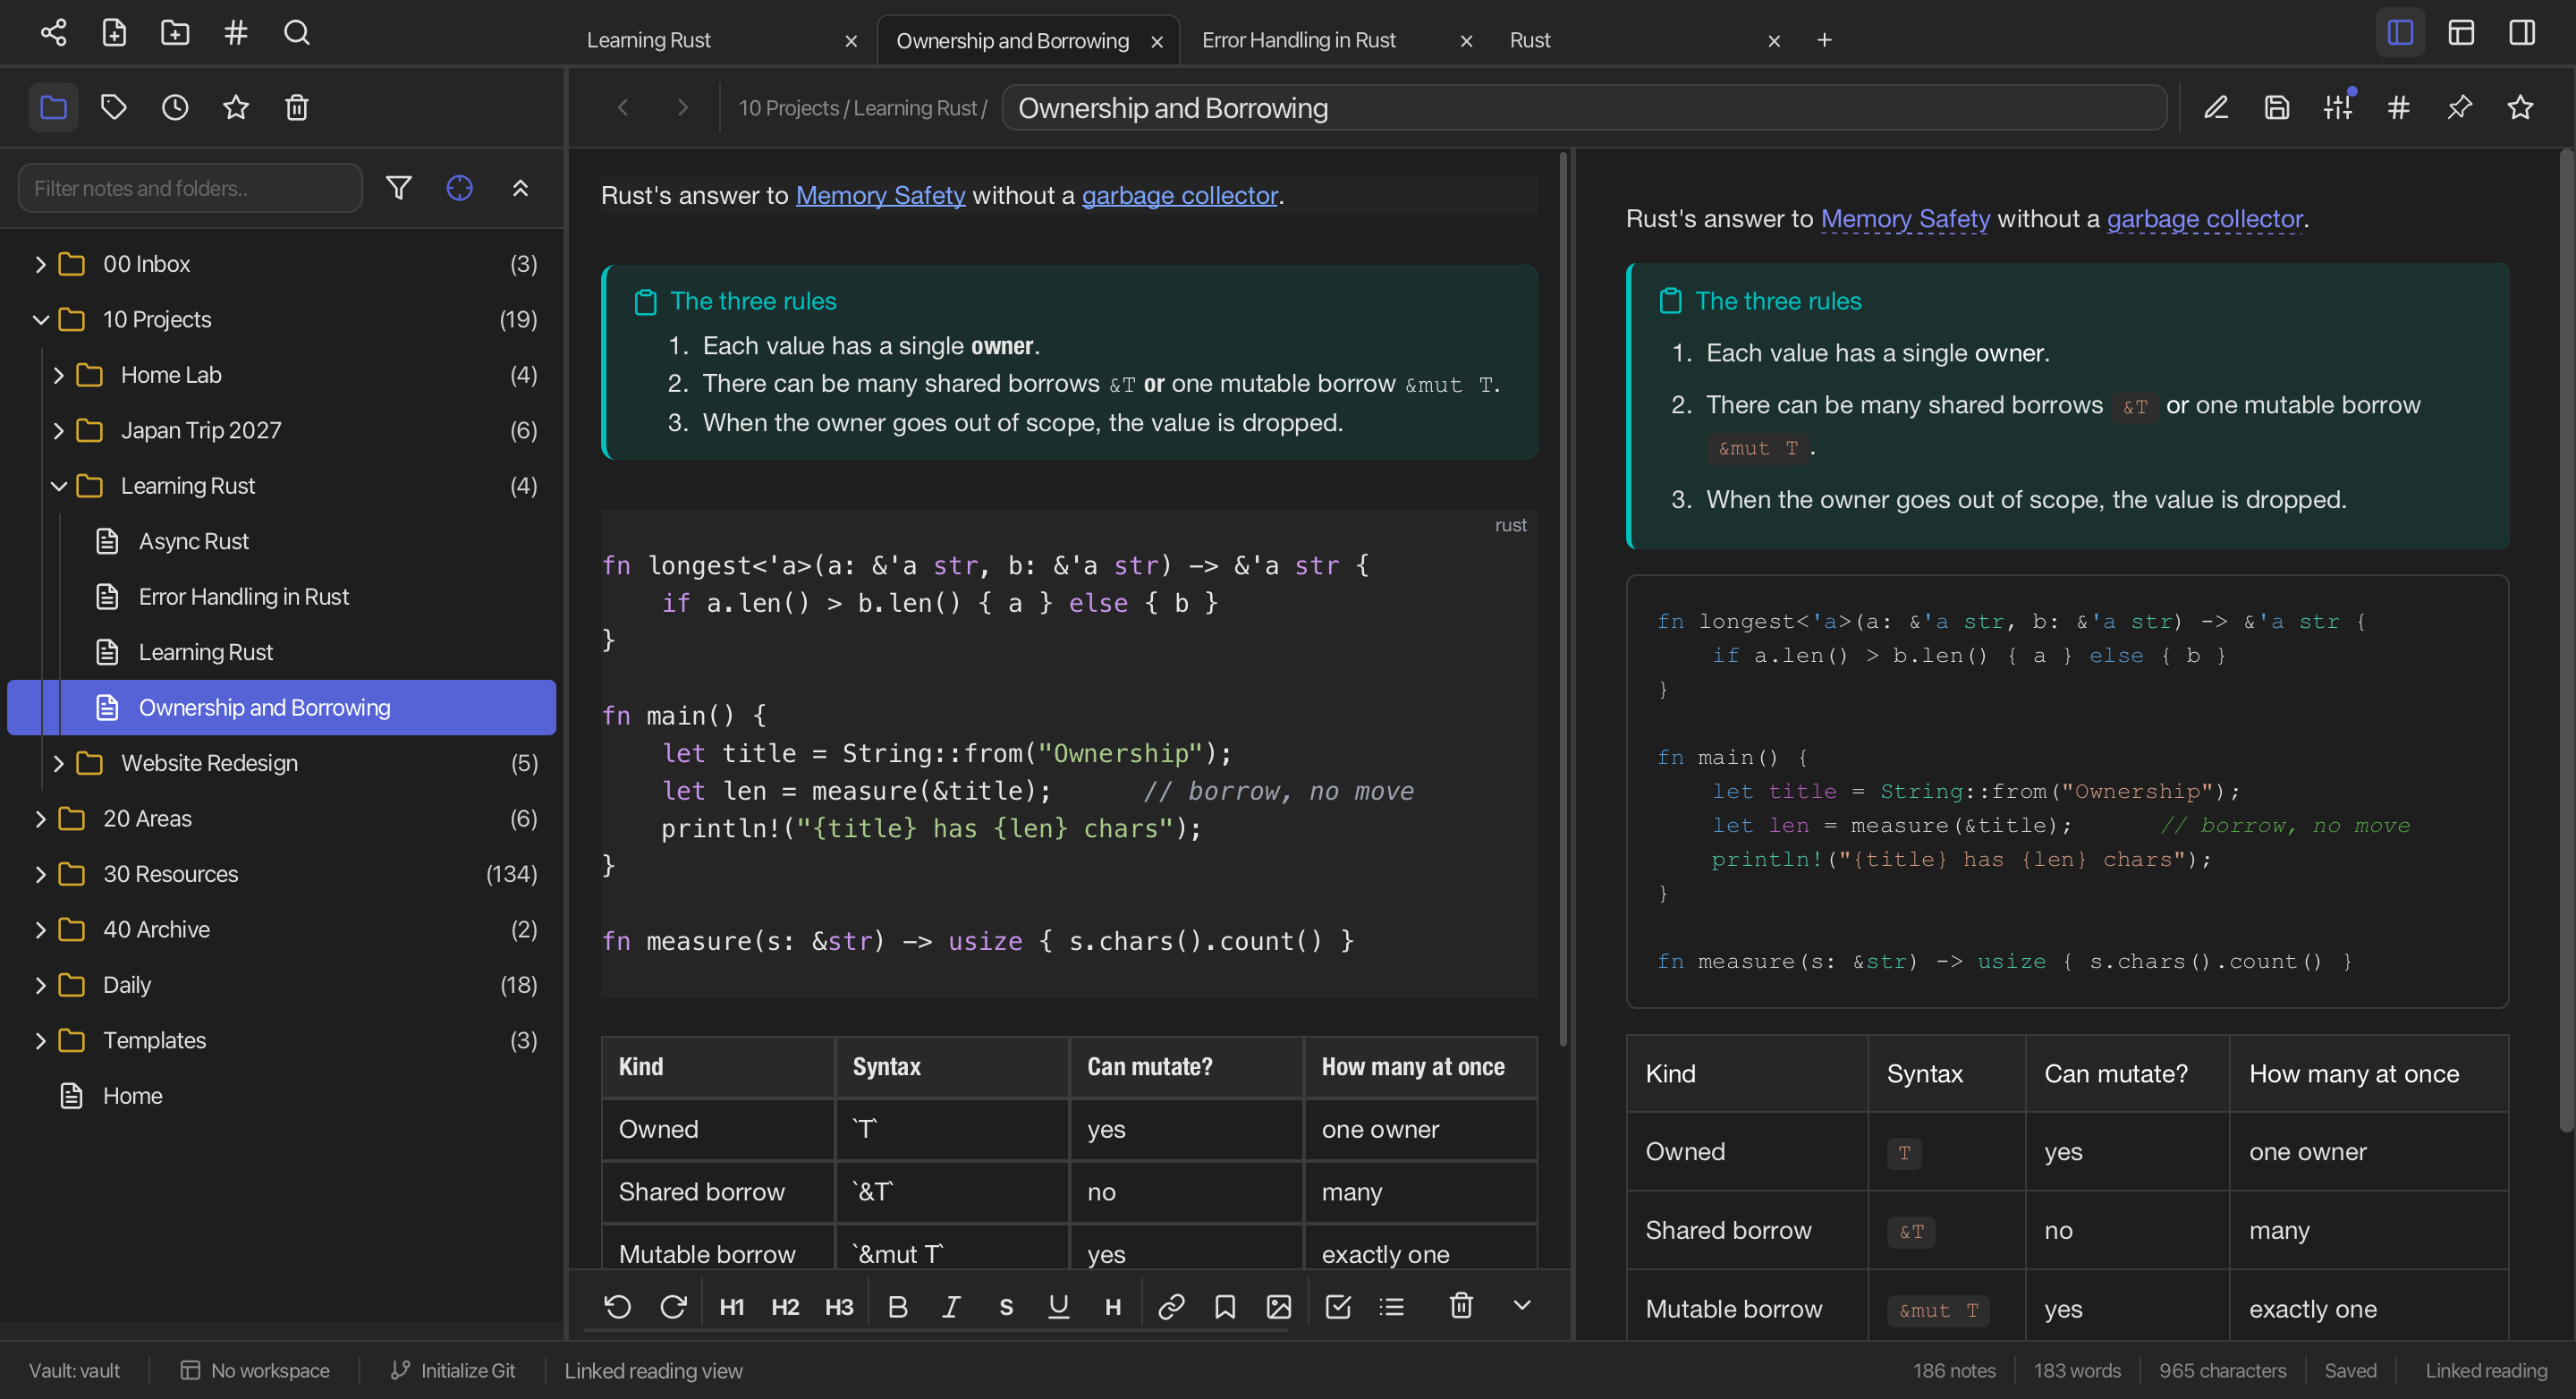 Learning Rust
Ownership and Borrowing
Error Handling in Rust
Rust
10 Projects / Learning Rust /
Ownership and Borrowing
Filter notes and folders...
00 Inbox (3)
10 Projects (19)
Home Lab (4)
Japan Trip 2027 (6)
Learning Rust (4)
Async Rust
Error Handling in Rust
Learning Rust
Ownership and Borrowing
Website Redesign (5)
20 Areas (6)
30 Resources (134)
40 Archive (2)
Daily (18)
Templates (3)
Home
Rust's answer to Memory Safety without a garbage collector.
The three rules
1. Each value has a single owner.
2. There can be many shared borrows &T or one mutable borrow &mut T.
3. When the owner goes out of scope, the value is dropped.
rust
fn longest<'a>(a: &'a str, b: &'a str) -> &'a str {
    if a.len() > b.len() { a } else { b }
}
fn main() {
    let title = String::from("Ownership");
    let len = measure(&title);      // borrow, no move
    println!("{title} has {len} chars");
}
fn measure(s: &str) -> usize { s.chars().count() }
Kind Syntax Can mutate? How many at once
Owned `T` yes one owner
Shared borrow `&T` no many
Mutable borrow `&mut T` yes exactly one
H1 H2 H3 B I S U H
Rust's answer to Memory Safety without a garbage collector.
The three rules
1. Each value has a single owner.
2. There can be many shared borrows &T or one mutable borrow
&mut T.
3. When the owner goes out of scope, the value is dropped.
fn longest<'a>(a: &'a str, b: &'a str) -> &'a str {
    if a.len() > b.len() { a } else { b }
}
fn main() {
    let title = String::from("Ownership");
    let len = measure(&title);      // borrow, no move
    println!("{title} has {len} chars");
}
fn measure(s: &str) -> usize { s.chars().count() }
Kind Syntax Can mutate? How many at once
Owned T yes one owner
Shared borrow &T no many
Mutable borrow &mut T yes exactly one
Vault: vault
No workspace
Initialize Git
Linked reading view
186 notes
183 words
965 characters
Saved
Linked reading